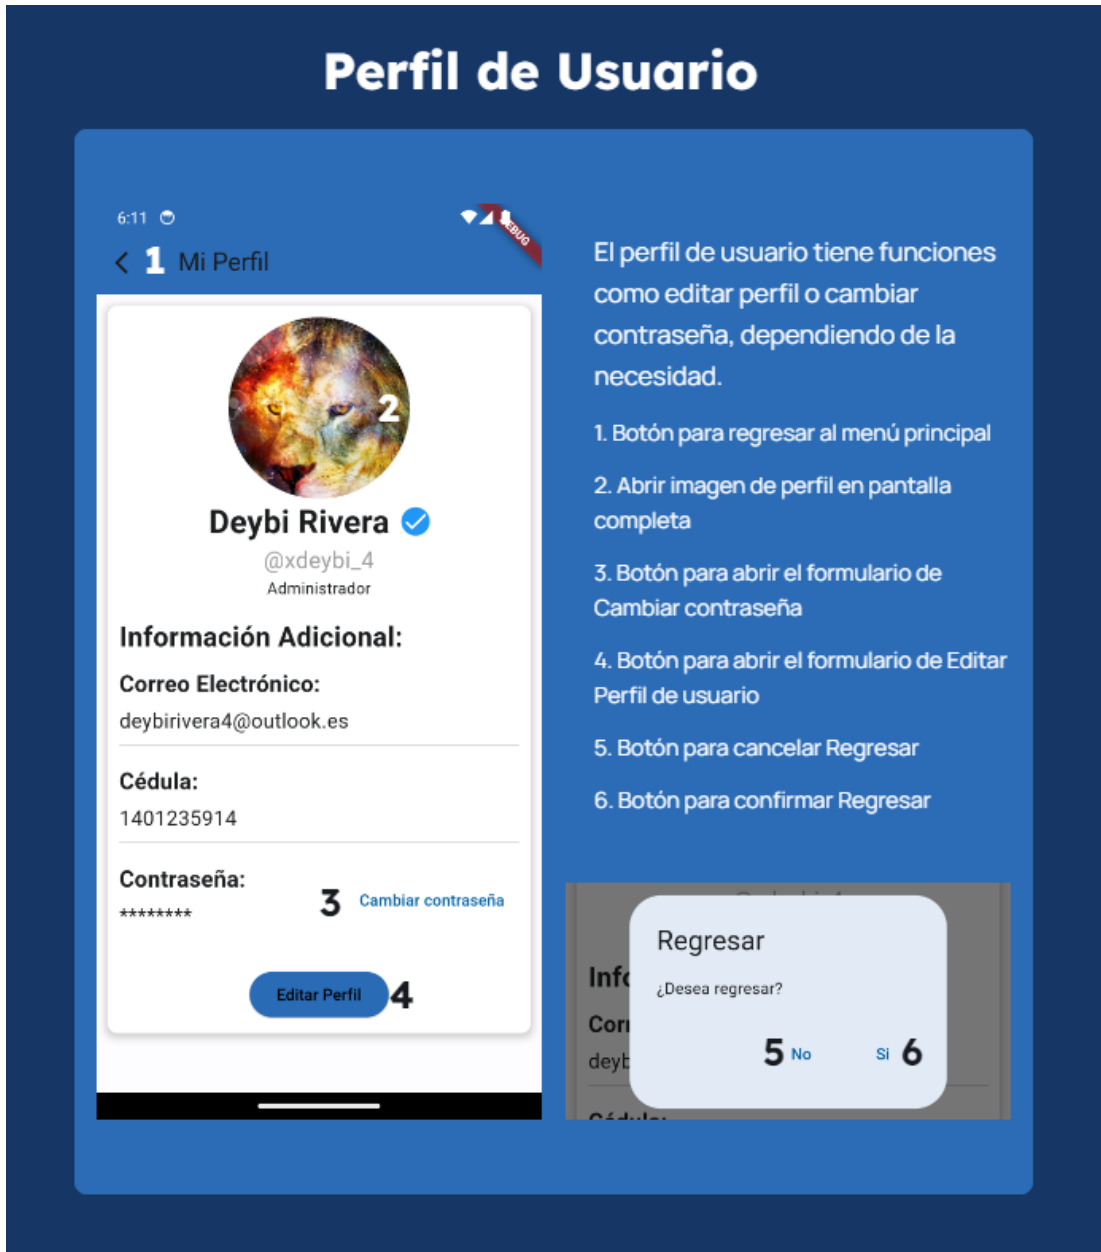 Perfil de Usuario
6:11
DEBUG
1 Mi Perfil
2
Deybi Rivera
@xdeybi_4
Administrador
Información Adicional:
Correo Electrónico:
deybirivera4@outlook.es
Cédula:
1401235914
Contraseña:
********
3 Cambiar contraseña
Editar Perfil 4
El perfil de usuario tiene funciones
como editar perfil o cambiar
contraseña, dependiendo de la
necesidad.
1. Botón para regresar al menú principal
2. Abrir imagen de perfil en pantalla
completa
3. Botón para abrir el formulario de
Cambiar contraseña
4. Botón para abrir el formulario de Editar
Perfil de usuario
5. Botón para cancelar Regresar
6. Botón para confirmar Regresar
Regresar
¿Desea regresar?
5 No Si 6